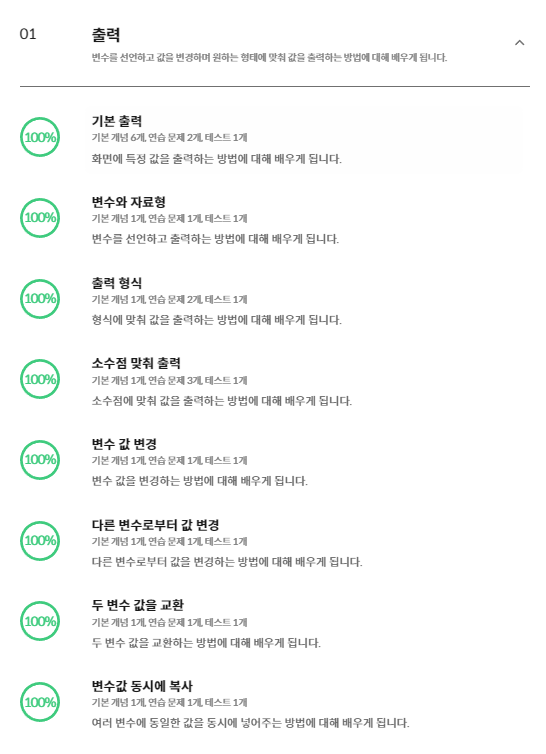 01
출력
변수를 선언하고 값을 변경하며 원하는 형태에 맞춰 값을 출력하는 방법에 대해 배우게 됩니다.
100%
기본 출력
기본 개념 6개, 연습 문제 2개, 테스트 1개
화면에 특정 값을 출력하는 방법에 대해 배우게 됩니다.
100%
변수와 자료형
기본 개념 1개, 연습 문제 1개, 테스트 1개
변수를 선언하고 출력하는 방법에 대해 배우게 됩니다.
100%
출력 형식
기본 개념 1개, 연습 문제 2개, 테스트 1개
형식에 맞춰 값을 출력하는 방법에 대해 배우게 됩니다.
100%
소수점 맞춰 출력
기본 개념 1개, 연습 문제 3개, 테스트 1개
소수점에 맞춰 값을 출력하는 방법에 대해 배우게 됩니다.
100%
변수 값 변경
기본 개념 1개, 연습 문제 1개, 테스트 1개
변수 값을 변경하는 방법에 대해 배우게 됩니다.
100%
다른 변수로부터 값 변경
기본 개념 1개, 연습 문제 1개, 테스트 1개
다른 변수로부터 값을 변경하는 방법에 대해 배우게 됩니다.
100%
두 변수 값을 교환
기본 개념 1개, 연습 문제 1개, 테스트 1개
두 변수 값을 교환하는 방법에 대해 배우게 됩니다.
100%
변수값 동시에 복사
기본 개념 1개, 연습 문제 1개, 테스트 1개
여러 변수에 동일한 값을 동시에 넣어주는 방법에 대해 배우게 됩니다.